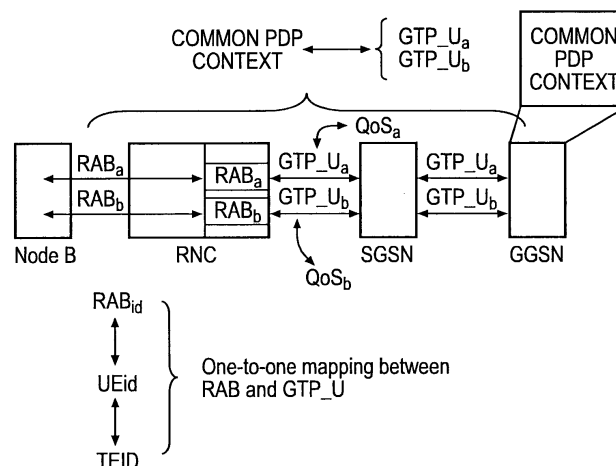 COMMON PDP
CONTEXT
GTP_Ua
GTP_Ub
COMMON
PDP
CONTEXT
QoSa
RABa
RABa
GTP_Ua
GTP_Ua
RABb
RABb
GTP_Ub
GTP_Ub
Node B
RNC
SGSN
GGSN
QoSb
RABid
UEid
TEID
One-to-one mapping between
RAB and GTP_U